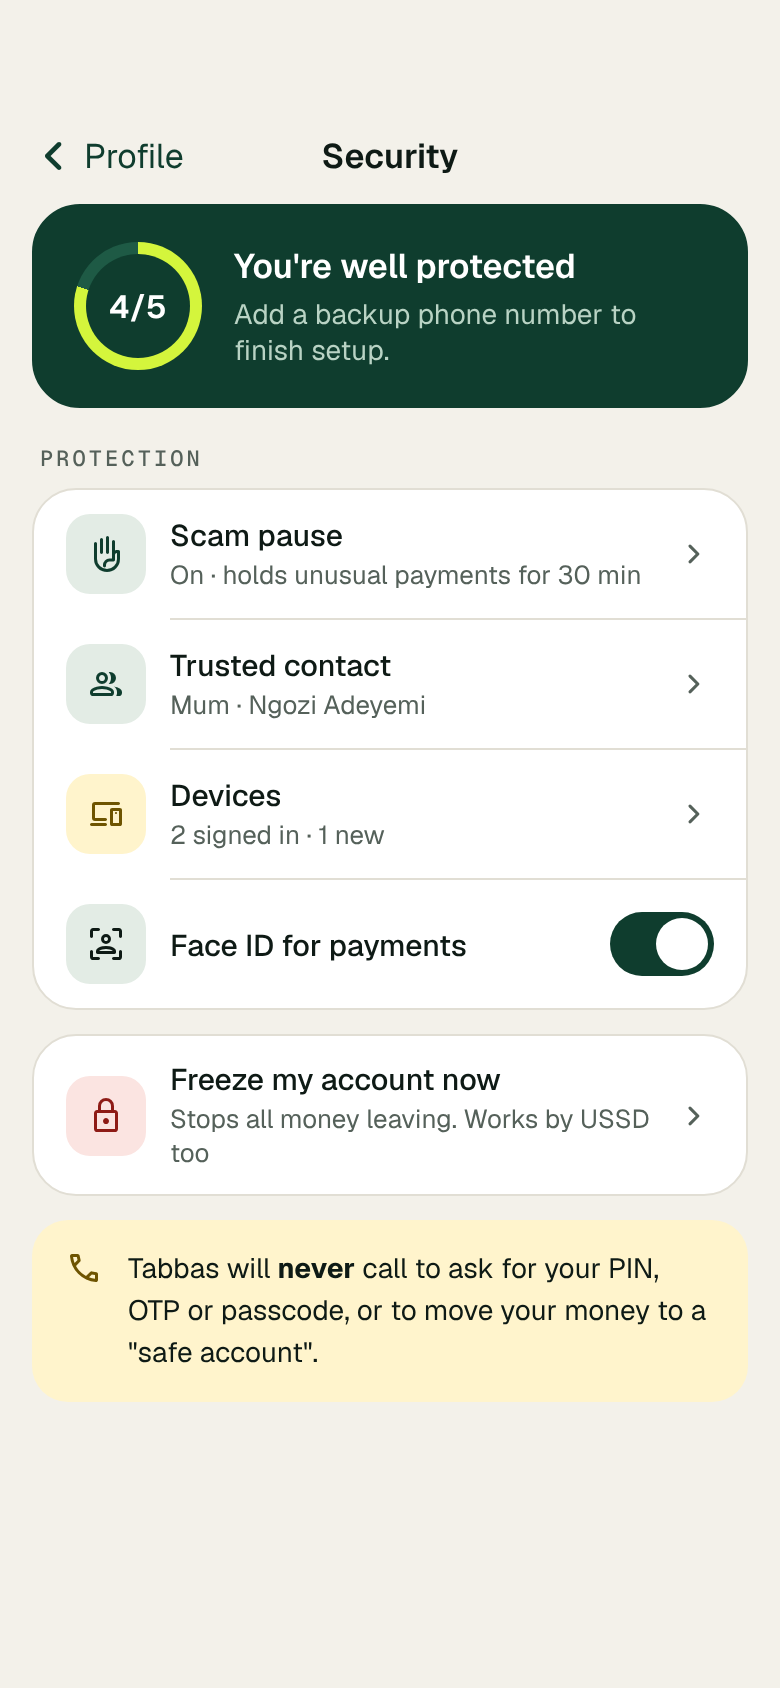 Profile
Security
4/5
You're well protected
Add a backup phone number to
finish setup.
PROTECTION
Scam pause
On · holds unusual payments for 30 min
Trusted contact
Mum · Ngozi Adeyemi
Devices
2 signed in · 1 new
Face ID for payments
Freeze my account now
Stops all money leaving. Works by USSD
too
Tabbas will never call to ask for your PIN,
OTP or passcode, or to move your money to a
"safe account".